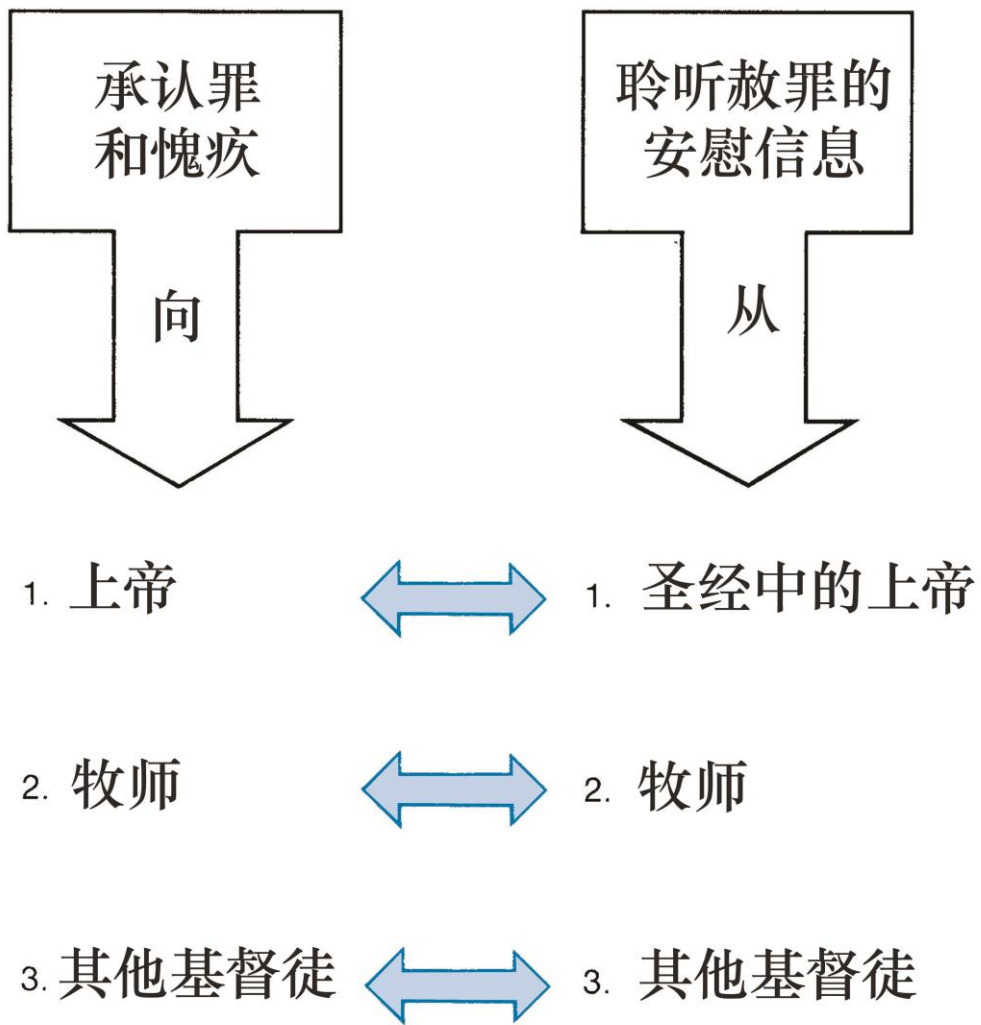 承认罪
和愧疚
向
聆听赦罪的
安慰信息
从
1. 上帝
1. 圣经中的上帝
2. 牧师
2. 牧师
3. 其他基督徒
3. 其他基督徒